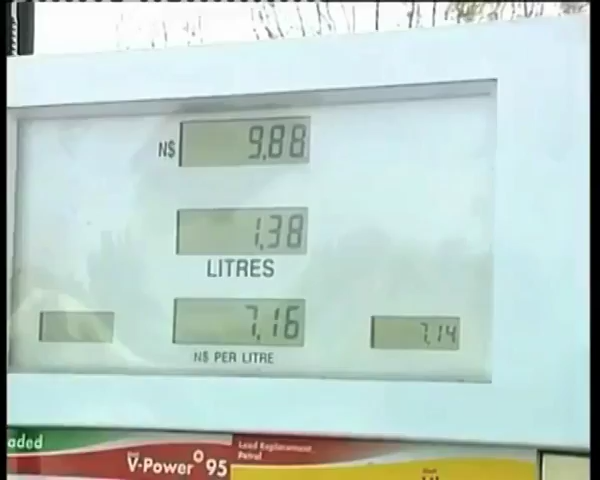 N$ 9,88
1,38
LITRES
7,16
7,14
N$ PER LITRE
aded
V-Power 95
Lead Replacement
Petrol